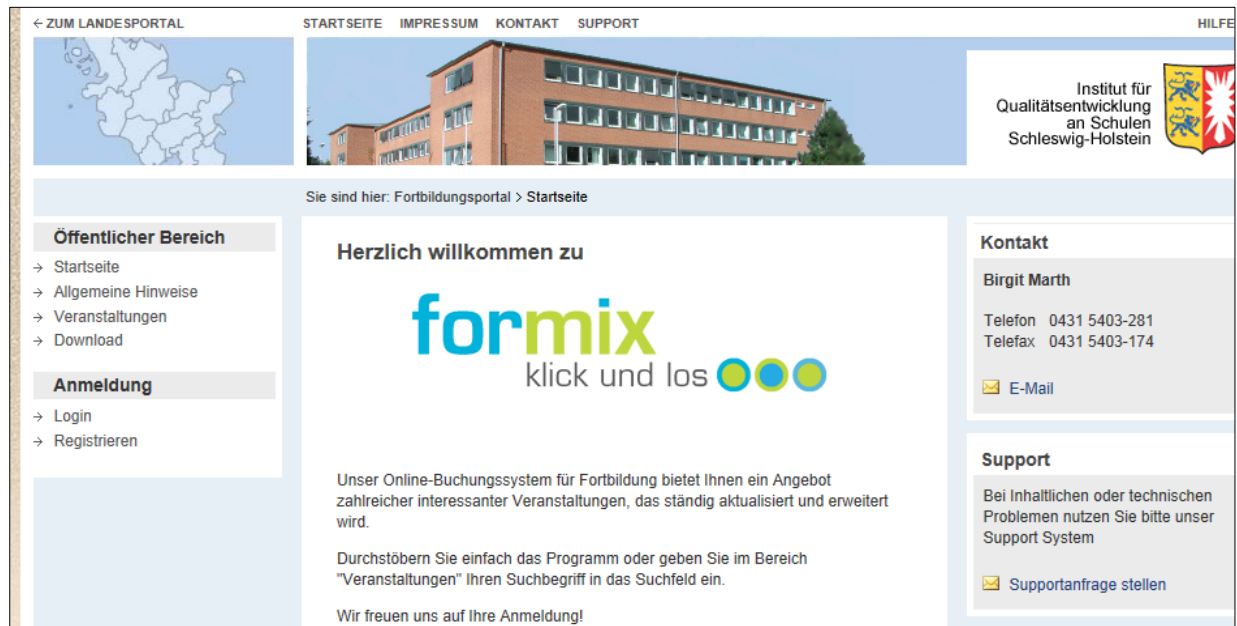 ← ZUM LANDESPORTAL
STARTSEITE IMPRESSUM KONTAKT SUPPORT
HILFE
Institut für
Qualitätsentwicklung
an Schulen
Schleswig-Holstein
Sie sind hier: Fortbildungsportal > Startseite
Öffentlicher Bereich
→ Startseite
→ Allgemeine Hinweise
→ Veranstaltungen
→ Download
Anmeldung
→ Login
→ Registrieren
Herzlich willkommen zu
formix
klick und los
Unser Online-Buchungssystem für Fortbildung bietet Ihnen ein Angebot
zahlreicher interessanter Veranstaltungen, das ständig aktualisiert und erweitert
wird.
Durchstöbern Sie einfach das Programm oder geben Sie im Bereich
"Veranstaltungen" Ihren Suchbegriff in das Suchfeld ein.
Wir freuen uns auf Ihre Anmeldung!
Kontakt
Birgit Marth
Telefon 0431 5403-281
Telefax 0431 5403-174
E-Mail
Support
Bei Inhaltlichen oder technischen
Problemen nutzen Sie bitte unser
Support System
Supportanfrage stellen